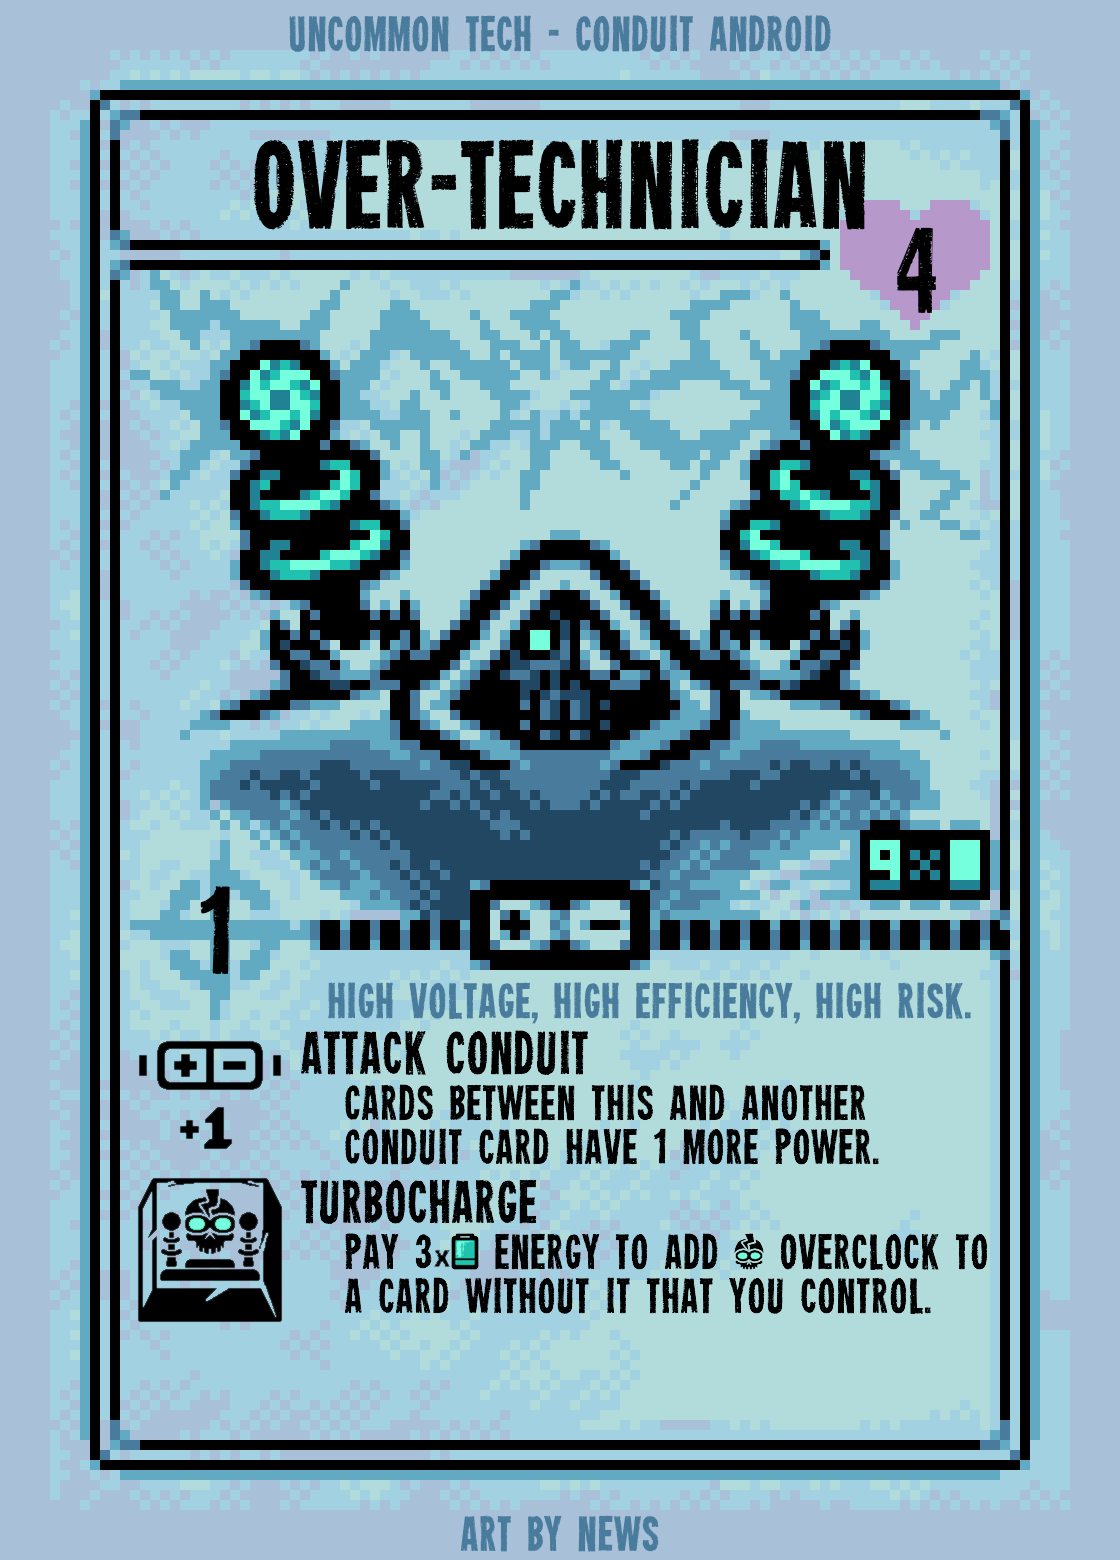 UNCOMMON TECH - CONDUIT ANDROID
OVER-TECHNICIAN
4
9x
1
HIGH VOLTAGE, HIGH EFFICIENCY, HIGH RISK.
ATTACK CONDUIT
CARDS BETWEEN THIS AND ANOTHER
CONDUIT CARD HAVE 1 MORE POWER.
+1
TURBOCHARGE
PAY 3x ENERGY TO ADD OVERCLOCK TO
A CARD WITHOUT IT THAT YOU CONTROL.
ART BY NEWS